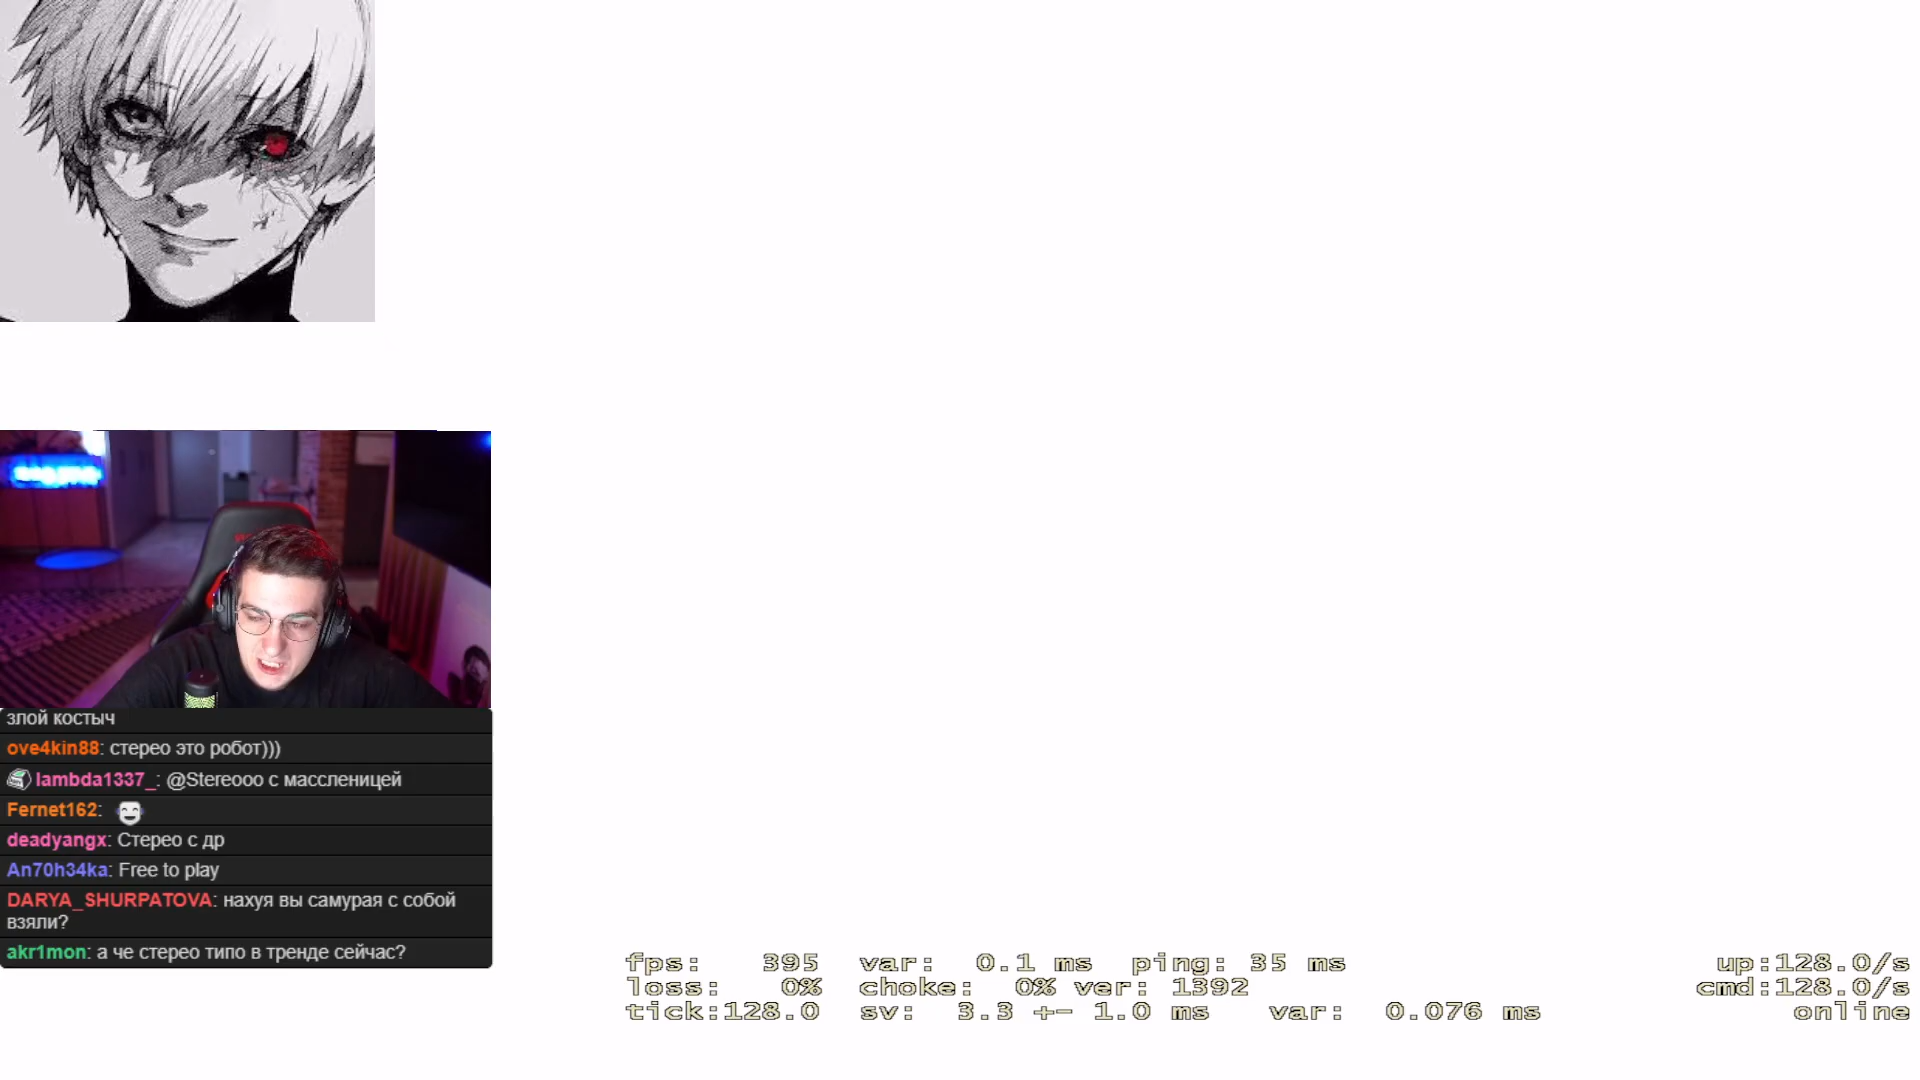 злой костыч
ove4kin88: стерео это робот)))
lambda1337_: @Stereooo с массленицей
Fernet162:
deadyangx: Стерео с др
An70h34ka: Free to play
DARYA_SHURPATOVA: нахуя вы самурая с собой
взяли?
akr1mon: а че стерео типо в тренде сейчас?
fps: 395 var: 0.1 ms ping: 35 ms up:128.0/s
loss: 0% choke: 0% ver: 1392 cmd:128.0/s
tick:128.0 sv: 3.3 +- 1.0 ms var: 0.076 ms online